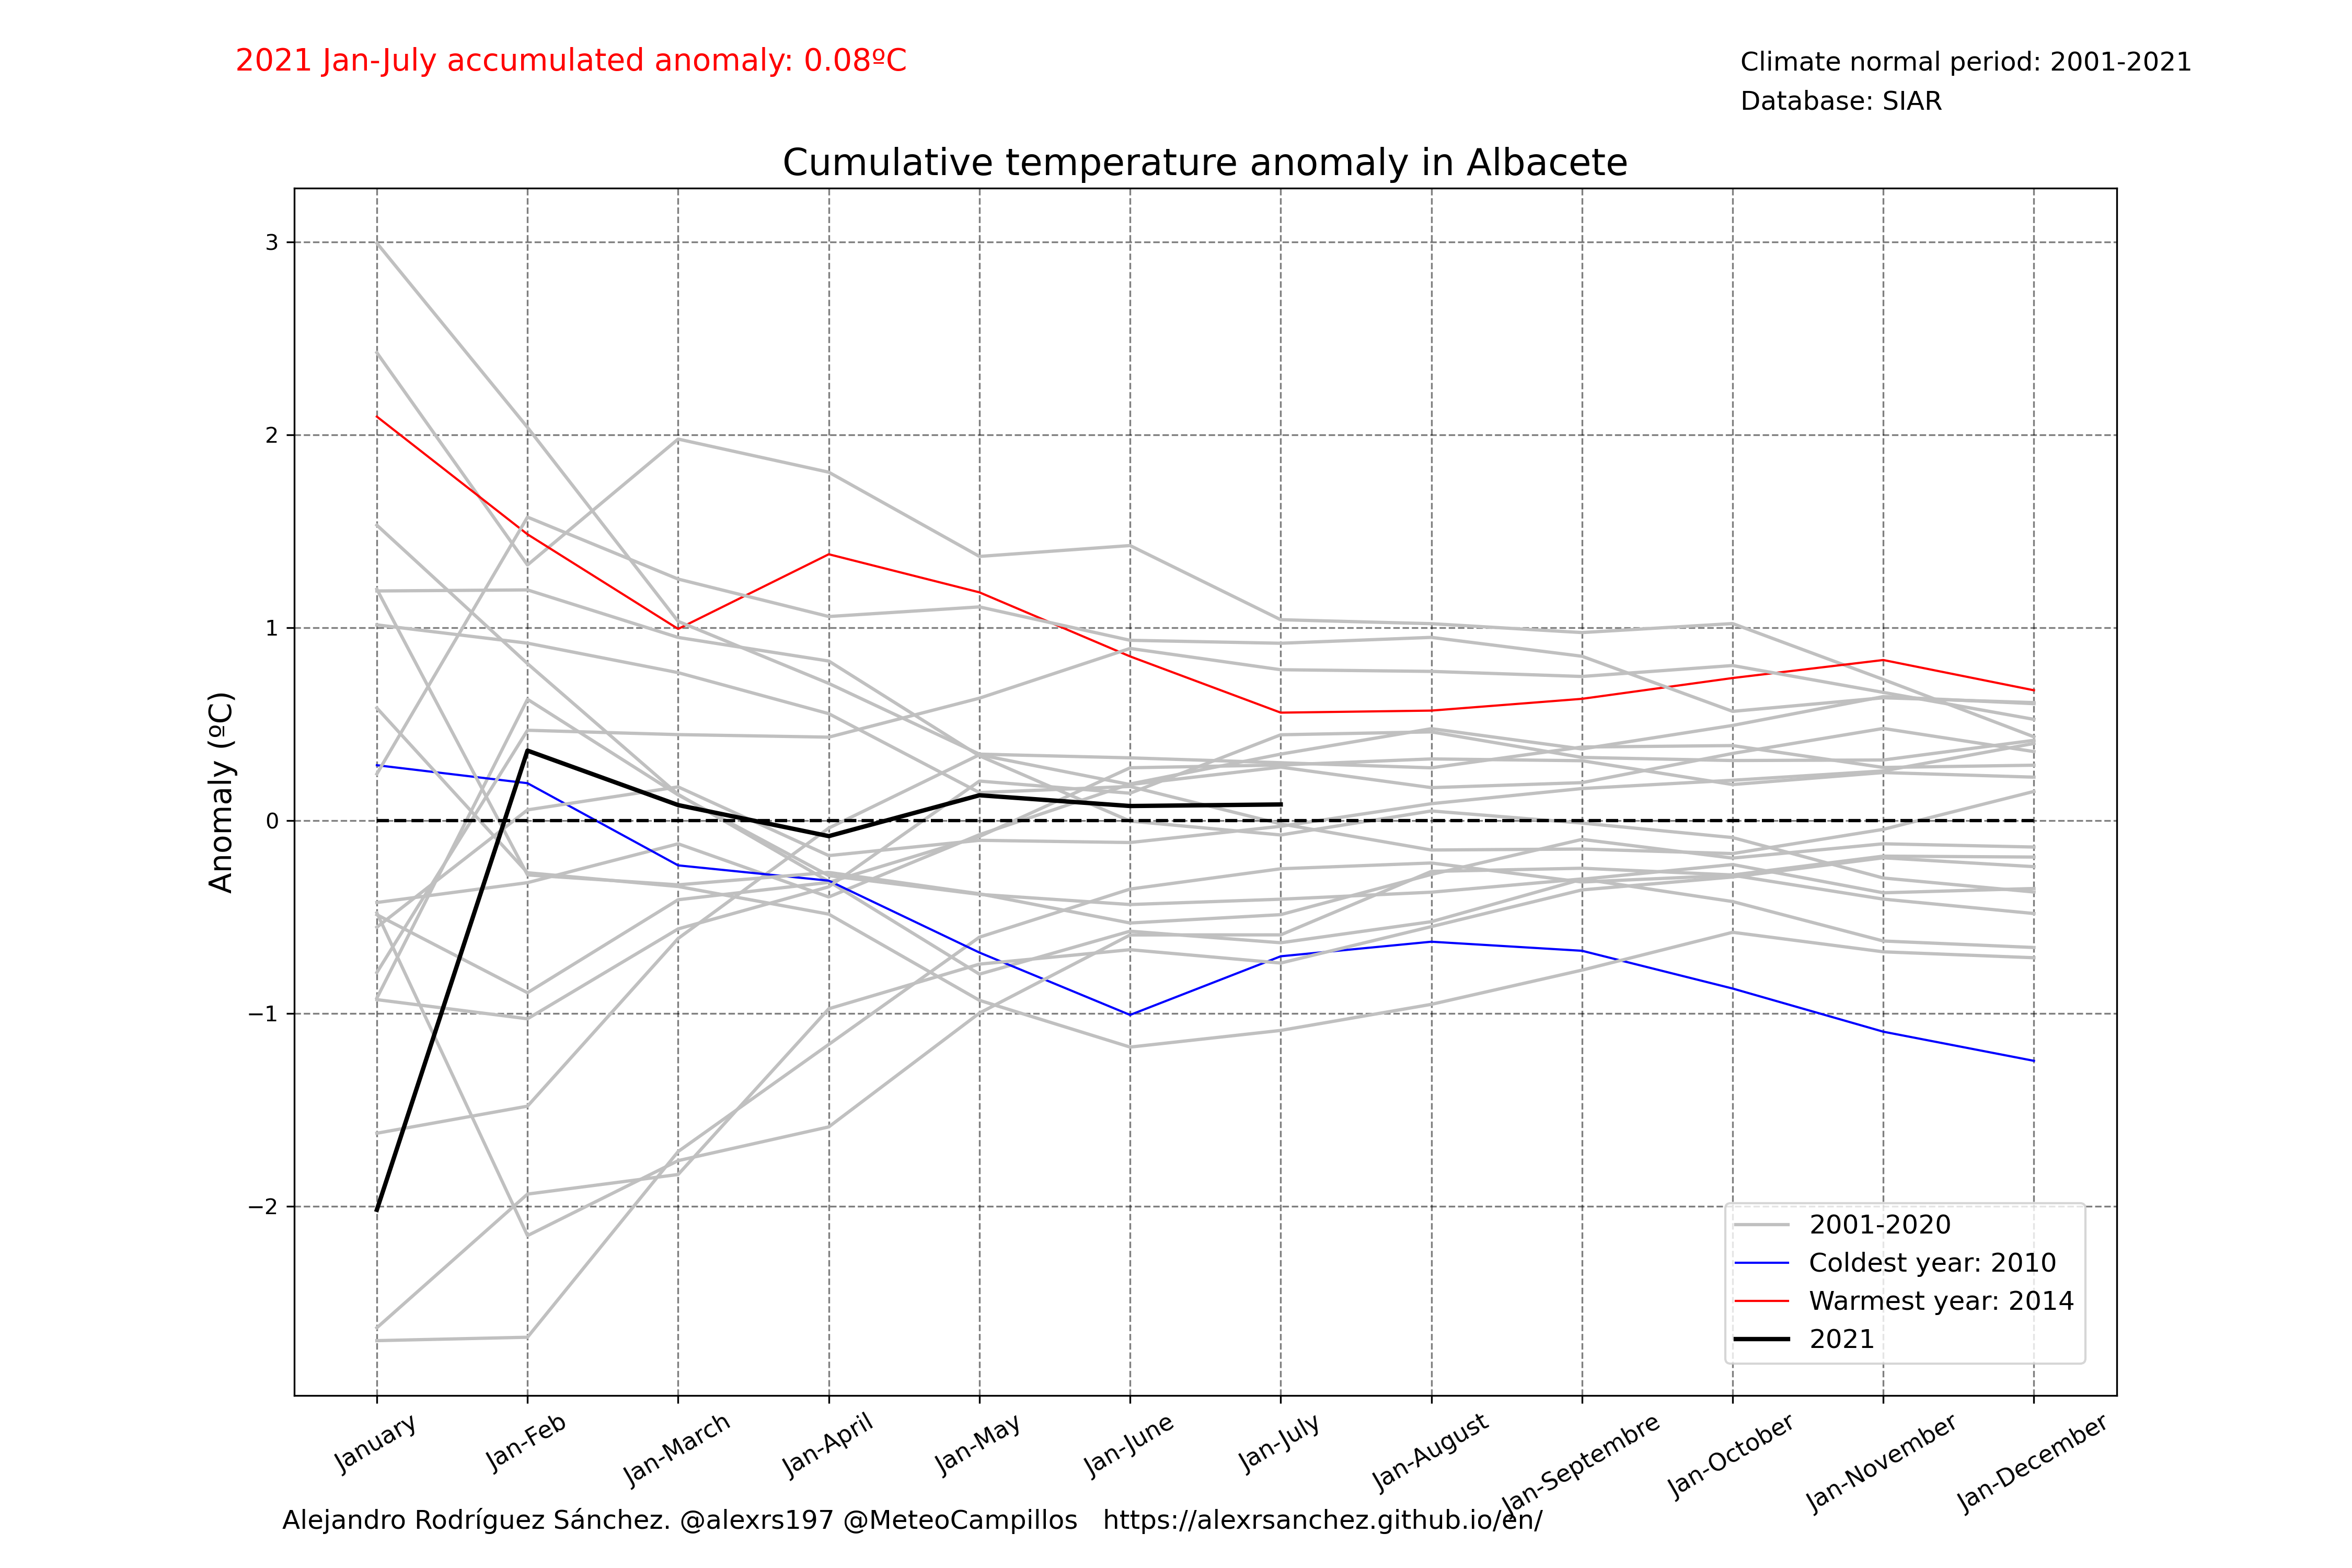 2021 Jan-July accumulated anomaly: 0.08ºC
Climate normal period: 2001-2021
Database: SIAR
Cumulative temperature anomaly in Albacete
Anomaly (ºC)
3
2
1
0
−1
−2
2001-2020
Coldest year: 2010
Warmest year: 2014
2021
January
Jan-Feb
Jan-March
Jan-April
Jan-May
Jan-June
Jan-July
Jan-August
Jan-Septembre
Jan-October
Jan-November
Jan-December
Alejandro Rodríguez Sánchez. @alexrs197 @MeteoCampillos   https://alexrsanchez.github.io/en/